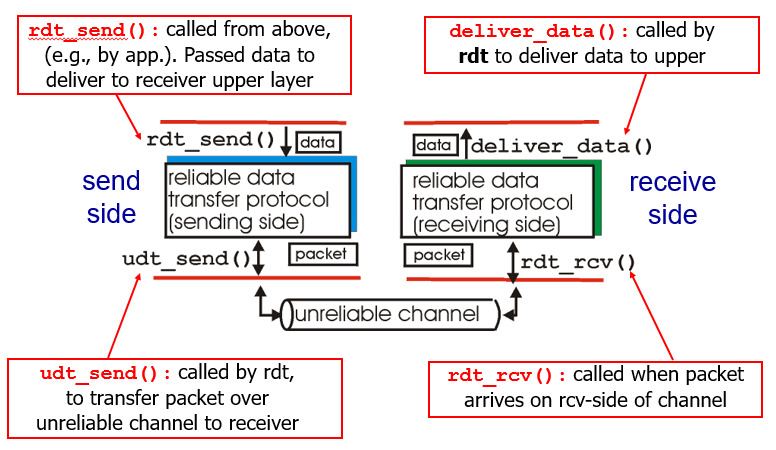 rdt_send(): called from above,
(e.g., by app.). Passed data to
deliver to receiver upper layer
deliver_data(): called by
rdt to deliver data to upper
rdt_send()
data
data
deliver_data()
send
side
reliable data
transfer protocol
(sending side)
reliable data
transfer protocol
(receiving side)
receive
side
udt_send()
packet
packet
rdt_rcv()
unreliable channel
udt_send(): called by rdt,
to transfer packet over
unreliable channel to receiver
rdt_rcv(): called when packet
arrives on rcv-side of channel